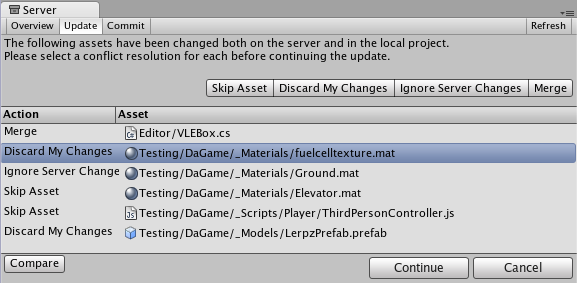 Server
Overview Update Commit Refresh
The following assets have been changed both on the server and in the local project.
Please select a conflict resolution for each before continuing the update.
Skip Asset Discard My Changes Ignore Server Changes Merge
Action Asset
Merge Editor/VLEBox.cs
Discard My Changes Testing/DaGame/_Materials/fuelcelltexture.mat
Ignore Server Change Testing/DaGame/_Materials/Ground.mat
Skip Asset Testing/DaGame/_Materials/Elevator.mat
Skip Asset Testing/DaGame/_Scripts/Player/ThirdPersonController.js
Discard My Changes Testing/DaGame/_Models/LerpzPrefab.prefab
Compare Continue Cancel